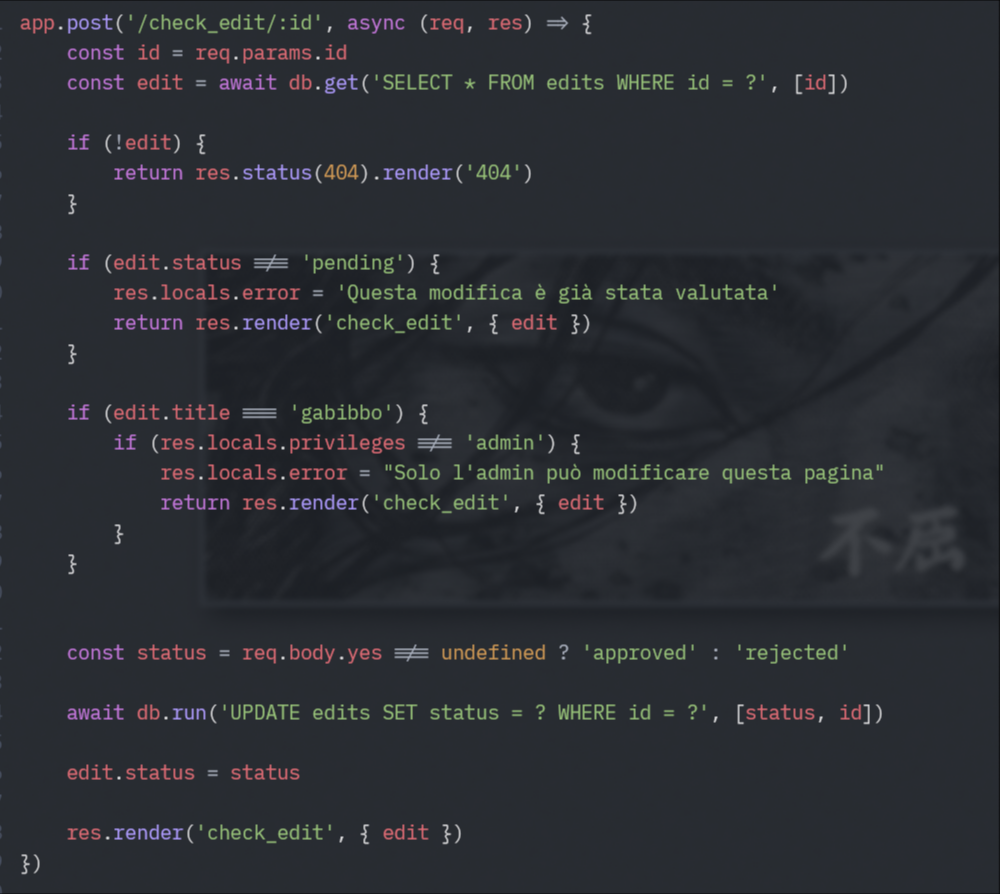 app.post('/check_edit/:id', async (req, res) => {
    const id = req.params.id
    const edit = await db.get('SELECT * FROM edits WHERE id = ?', [id])
    if (!edit) {
        return res.status(404).render('404')
    }
    if (edit.status !== 'pending') {
        res.locals.error = 'Questa modifica è già stata valutata'
        return res.render('check_edit', { edit })
    }
    if (edit.title === 'gabibbo') {
        if (res.locals.privileges !== 'admin') {
            res.locals.error = "Solo l'admin può modificare questa pagina"
            return res.render('check_edit', { edit })
        }
    }
不屈
    const status = req.body.yes !== undefined ? 'approved' : 'rejected'
    await db.run('UPDATE edits SET status = ? WHERE id = ?', [status, id])
    edit.status = status
    res.render('check_edit', { edit })
})